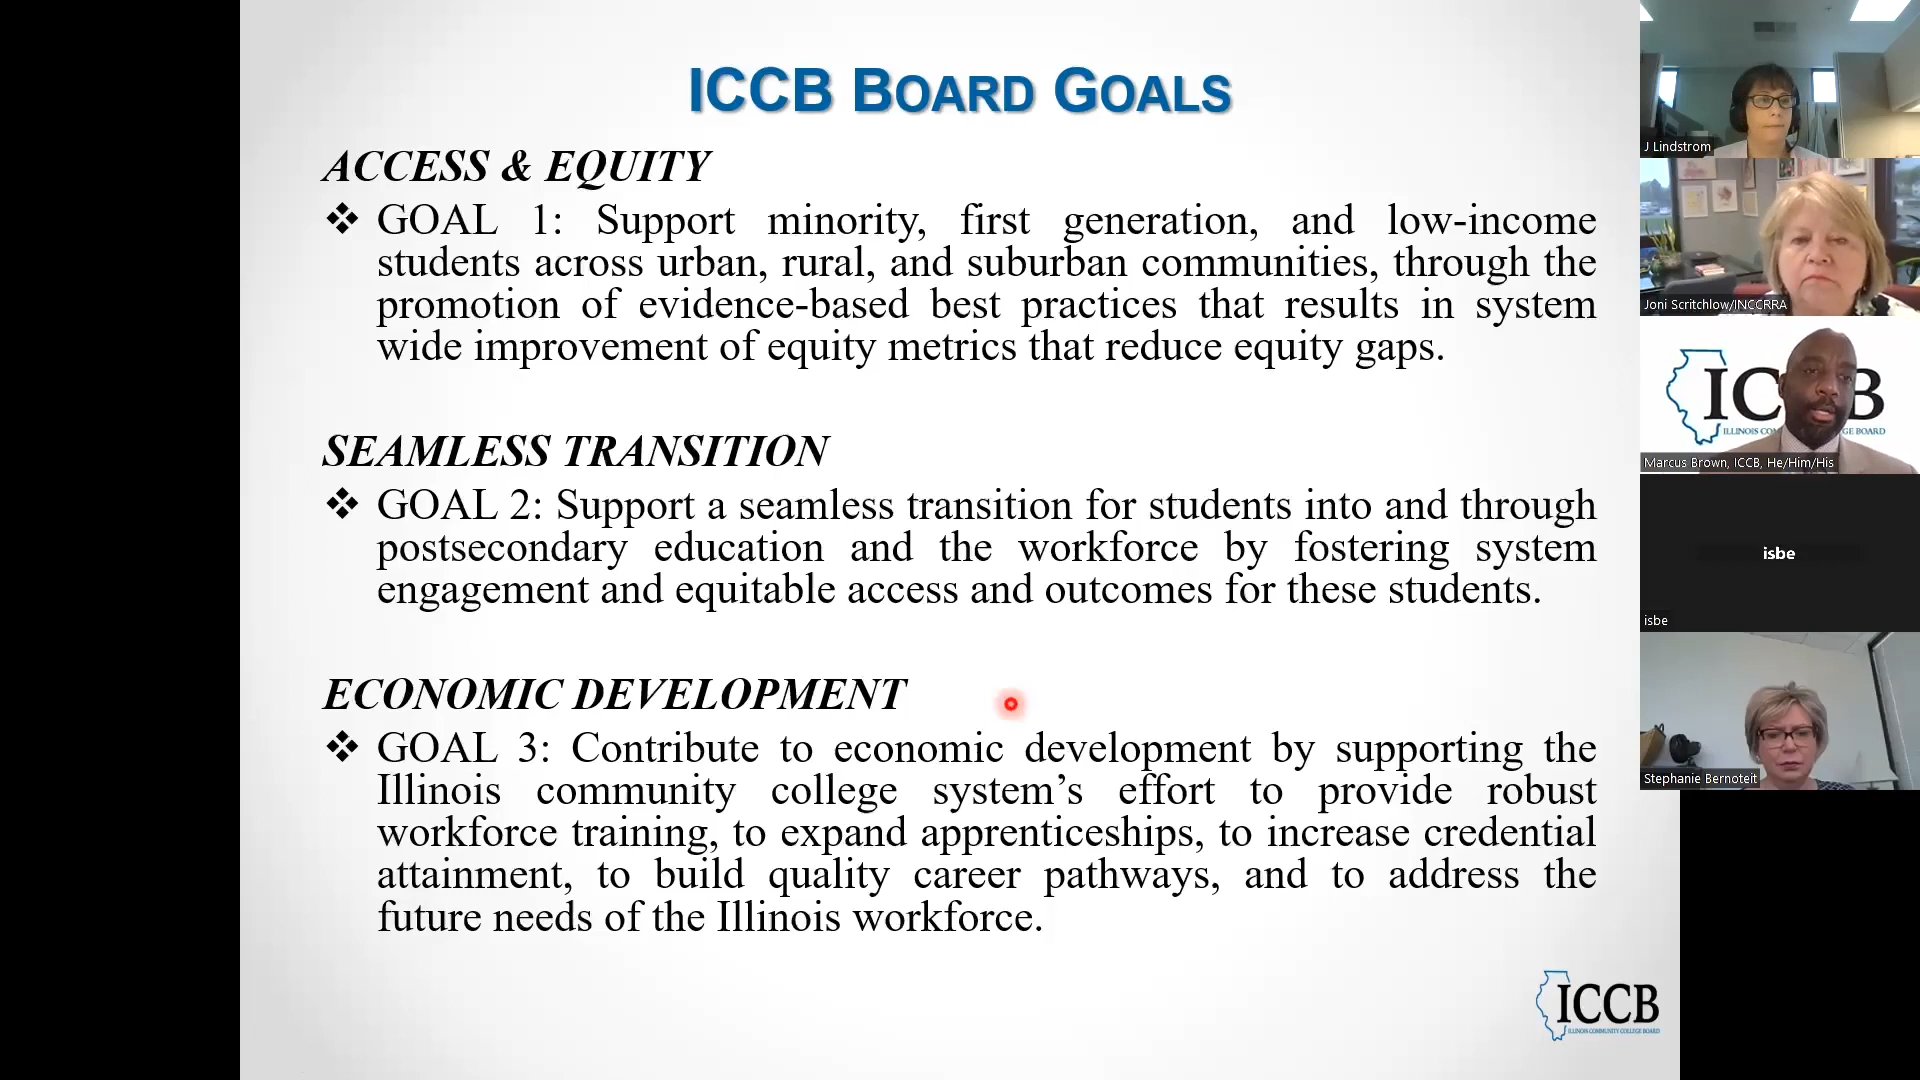 ICCB BOARD GOALS
ACCESS & EQUITY
❖ GOAL 1: Support minority, first generation, and low-income
students across urban, rural, and suburban communities, through the
promotion of evidence-based best practices that results in system
wide improvement of equity metrics that reduce equity gaps.
SEAMLESS TRANSITION
❖ GOAL 2: Support a seamless transition for students into and through
postsecondary education and the workforce by fostering system
engagement and equitable access and outcomes for these students.
ECONOMIC DEVELOPMENT
❖ GOAL 3: Contribute to economic development by supporting the
Illinois community college system’s effort to provide robust
workforce training, to expand apprenticeships, to increase credential
attainment, to build quality career pathways, and to address the
future needs of the Illinois workforce.
ICCB
ILLINOIS COMMUNITY COLLEGE BOARD
J Lindstrom
Joni Scritchlow/INCCRRA
IC B
ILLINOIS COM GE BOARD
Marcus Brown, ICCB, He/Him/His
isbe
isbe
Stephanie Bernoteit